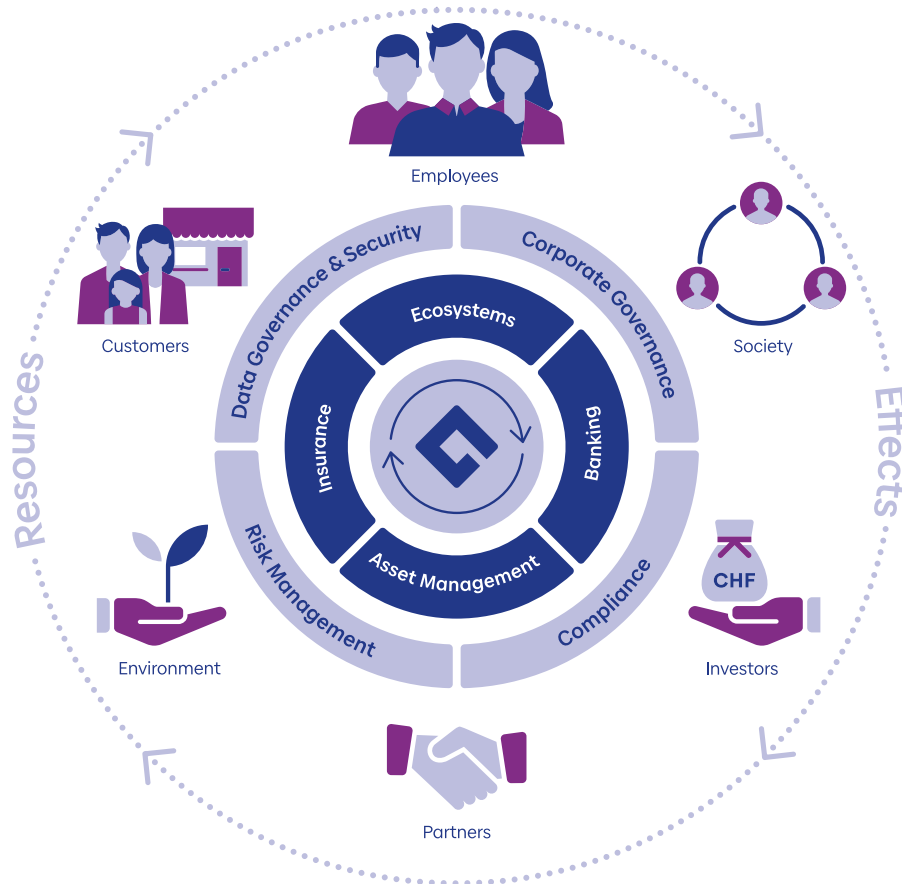 Employees
Data Governance & Security
Corporate Governance
Customers
Society
Ecosystems
Insurance
Banking
Asset Management
Resources
Effects
Risk Management
Compliance
CHF
Environment
Investors
Partners